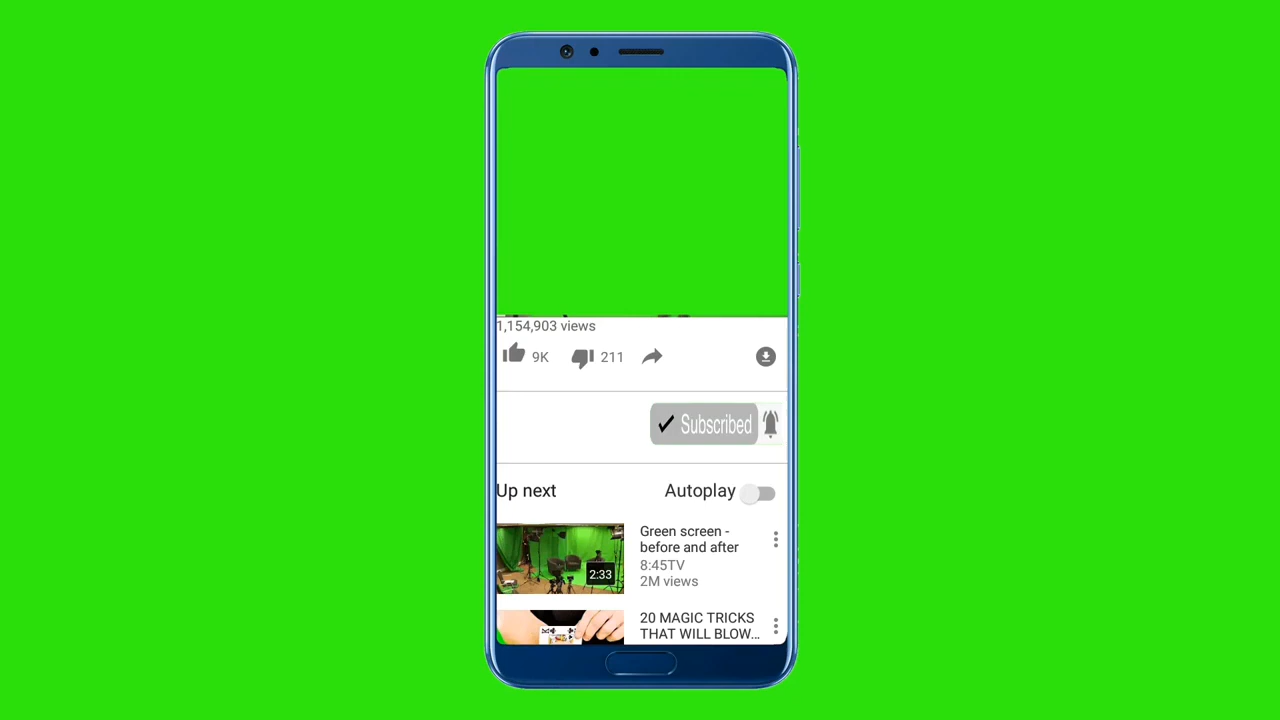 1,154,903 views
9K 211
Subscribed
Up next Autoplay
Green screen -
before and after
8:45TV
2M views
2:33
20 MAGIC TRICKS
THAT WILL BLOW...